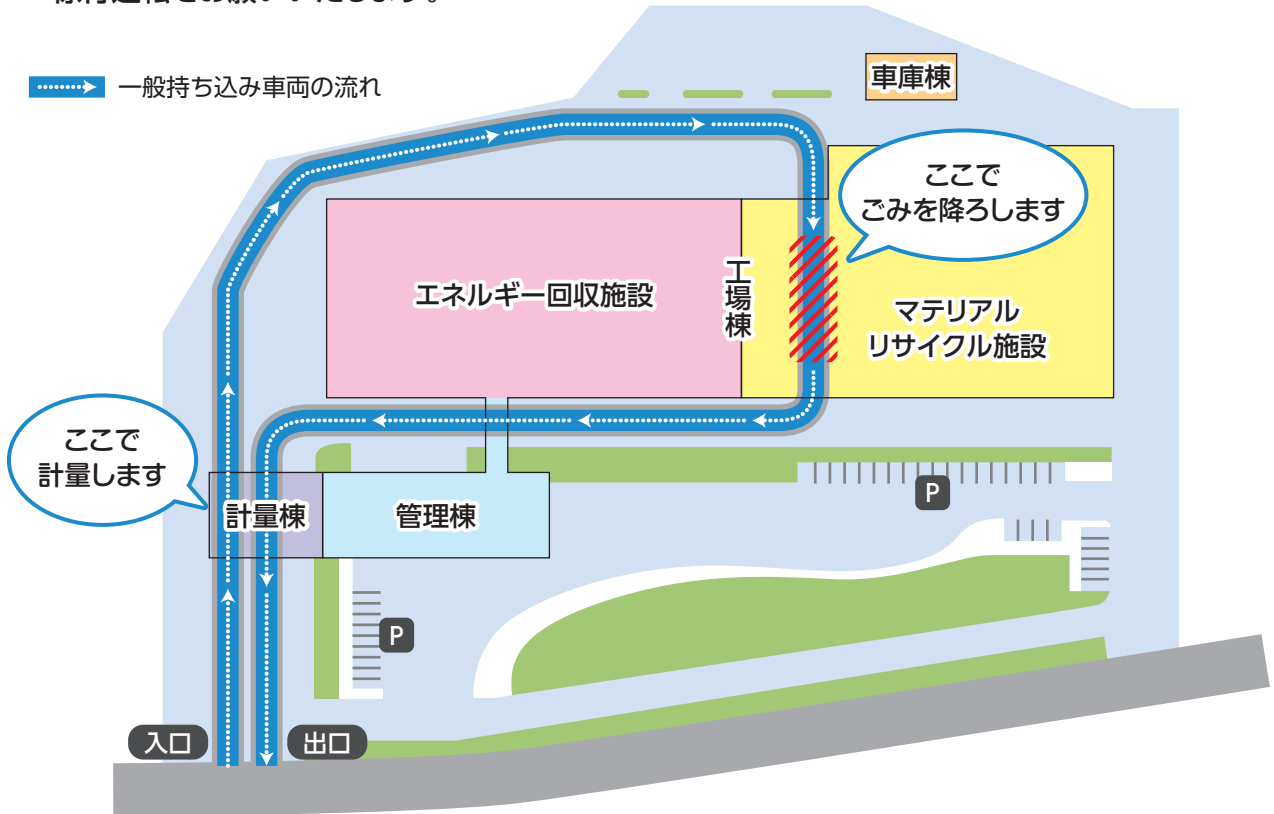 一般持ち込み車両の流れ
車庫棟
ここで
ごみを降ろします
エネルギー回収施設
工場棟
マテリアル
リサイクル施設
ここで
計量します
計量棟
管理棟
P
P
入口
出口